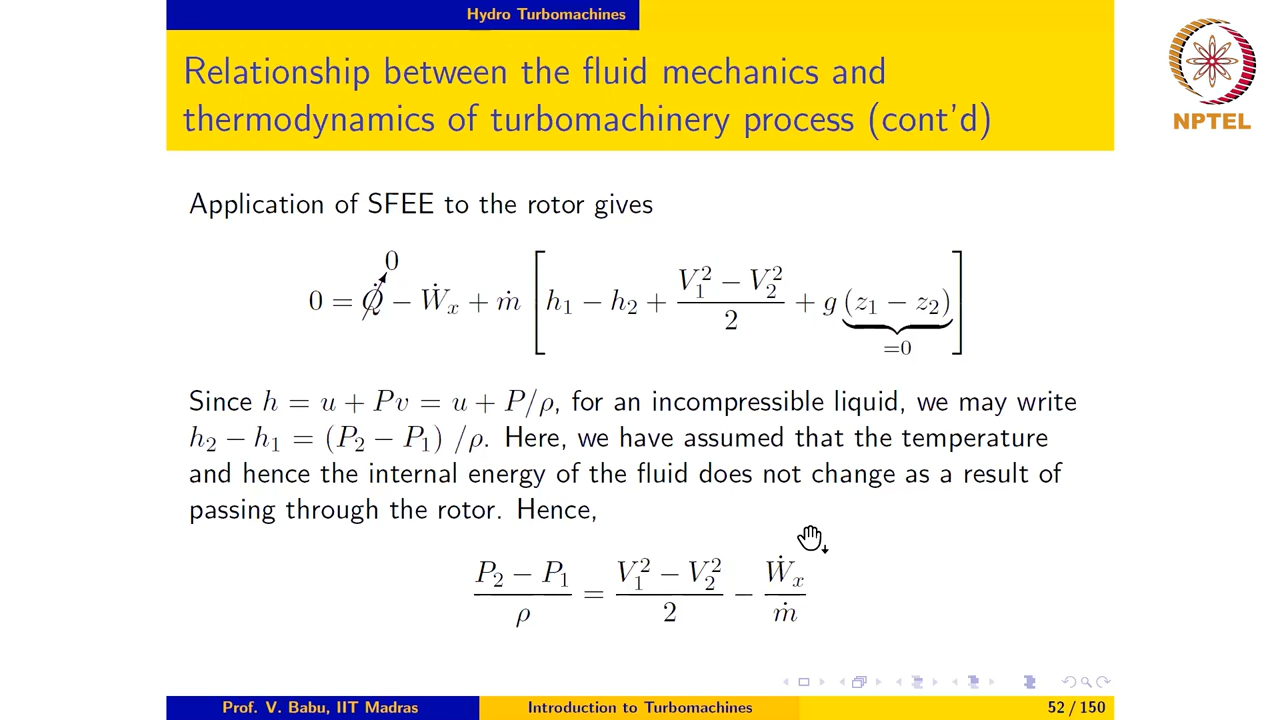 Hydro Turbomachines
Relationship between the fluid mechanics and
thermodynamics of turbomachinery process (cont'd)
NPTEL
Application of SFEE to the rotor gives
0 = Q̇ − Ẇₓ + ṁ [ h₁ − h₂ + (V₁² − V₂²)/2 + g (z₁ − z₂) ]
0
=0
Since h = u + Pv = u + P/ρ, for an incompressible liquid, we may write
h₂ − h₁ = (P₂ − P₁) /ρ. Here, we have assumed that the temperature
and hence the internal energy of the fluid does not change as a result of
passing through the rotor. Hence,
(P₂ − P₁)/ρ = (V₁² − V₂²)/2 − Ẇₓ/ṁ
Prof. V. Babu, IIT Madras
Introduction to Turbomachines
52 / 150